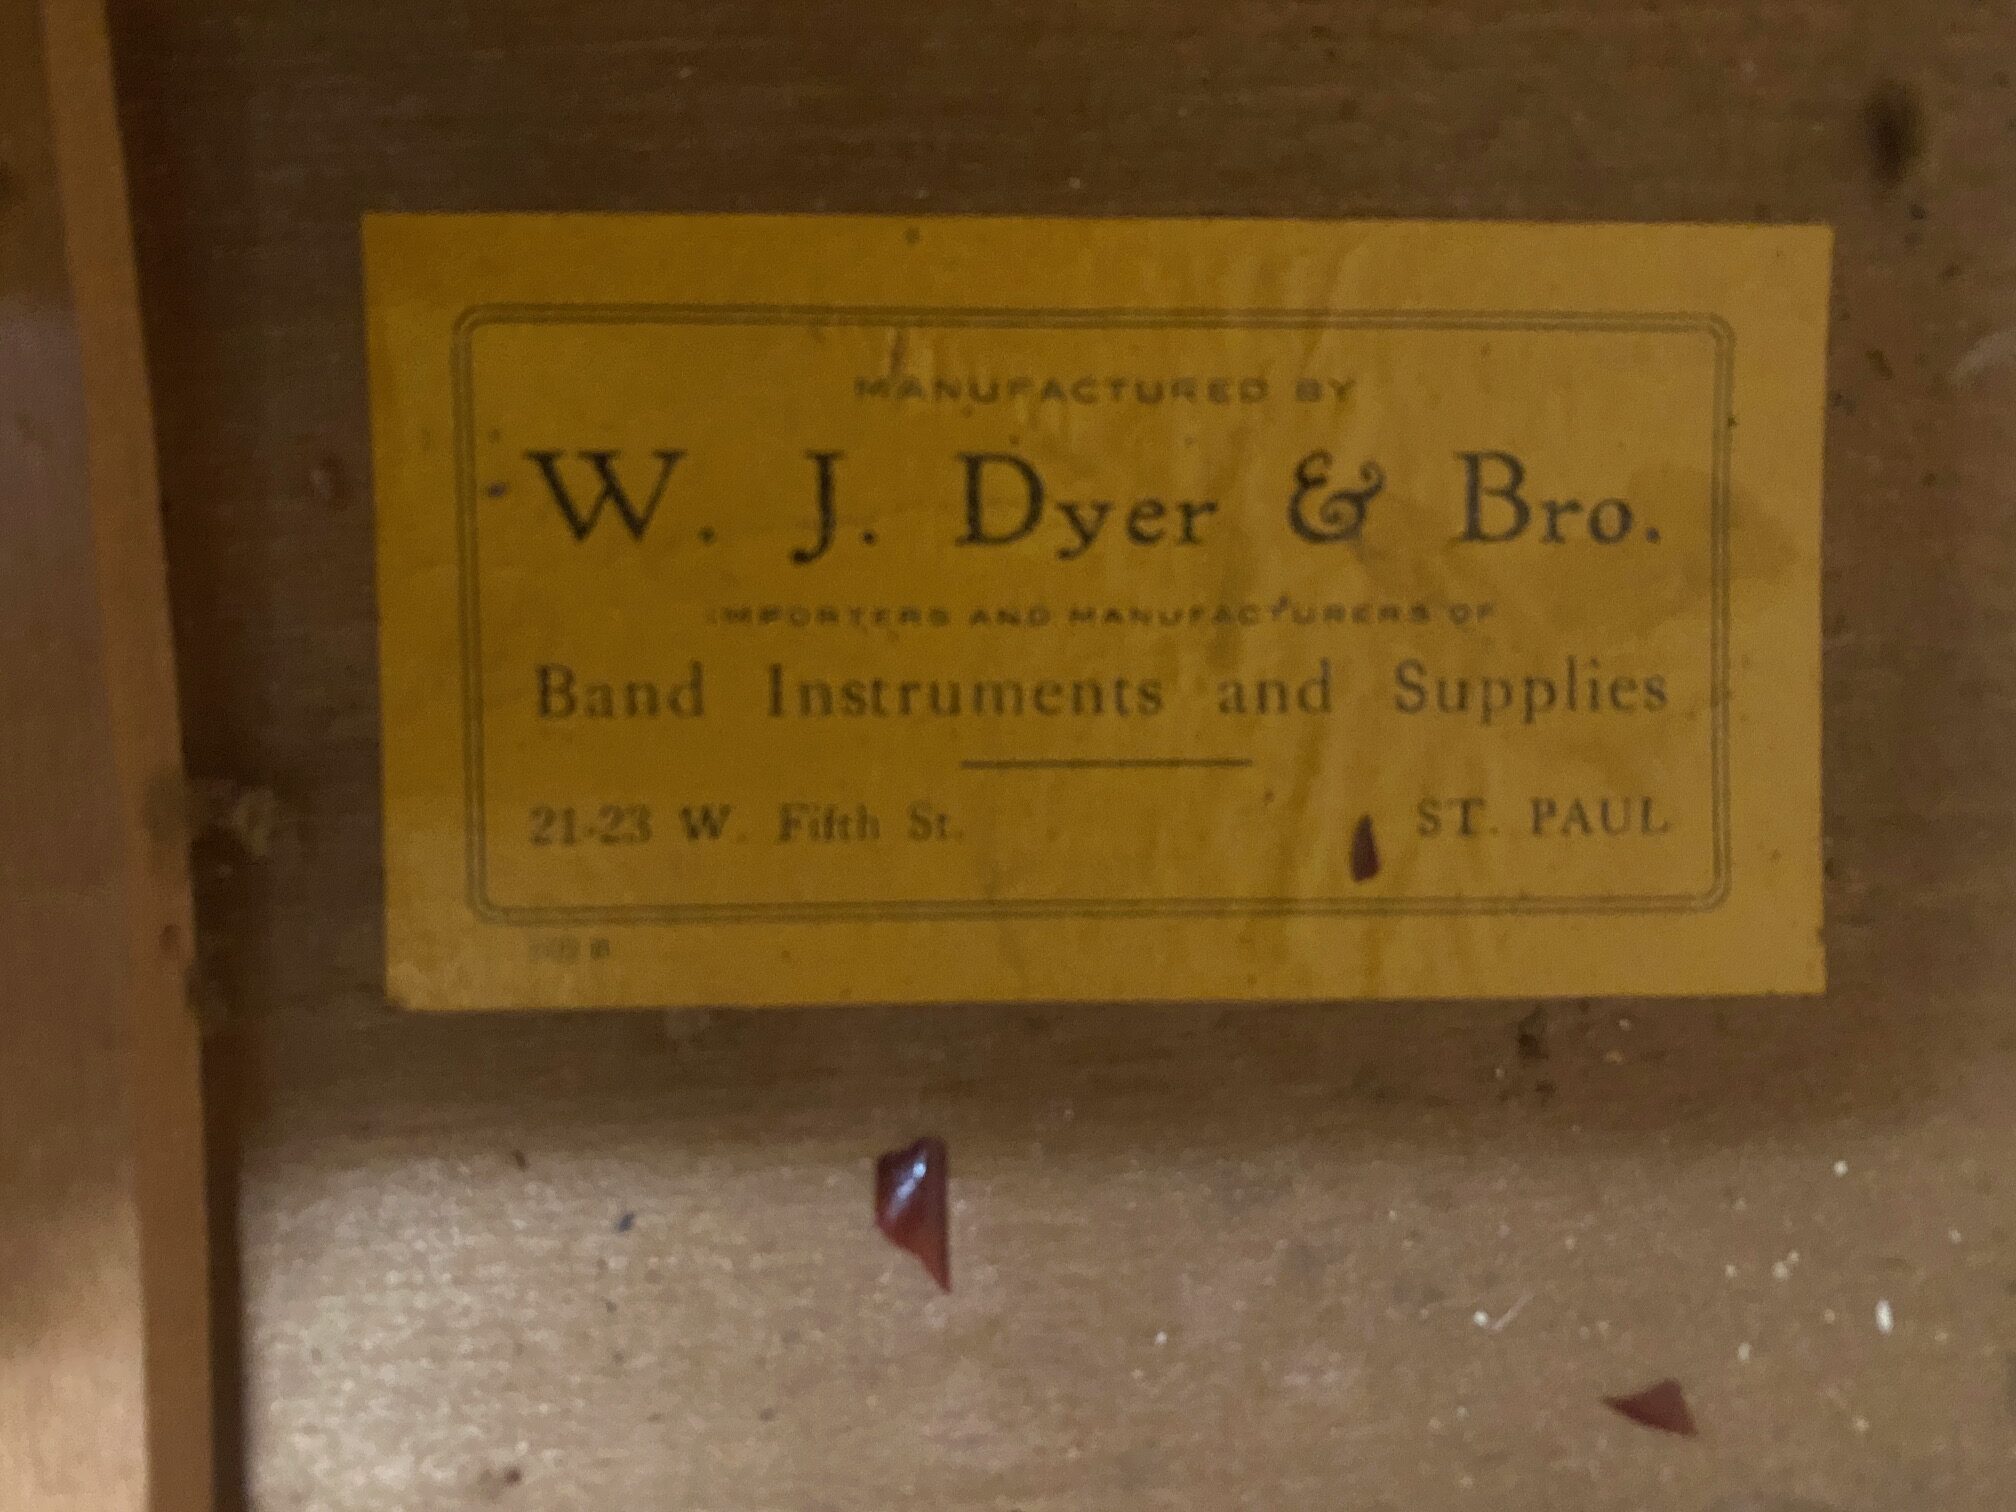 MANUFACTURED BY
W. J. Dyer & Bro.
IMPORTERS AND MANUFACTURERS OF
Band Instruments and Supplies
21-23 W. Fifth St. ST. PAUL